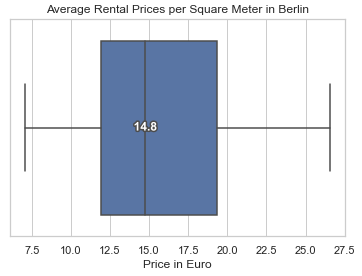 Average Rental Prices per Square Meter in Berlin
14.8
7.5 10.0 12.5 15.0 17.5 20.0 22.5 25.0 27.5
Price in Euro